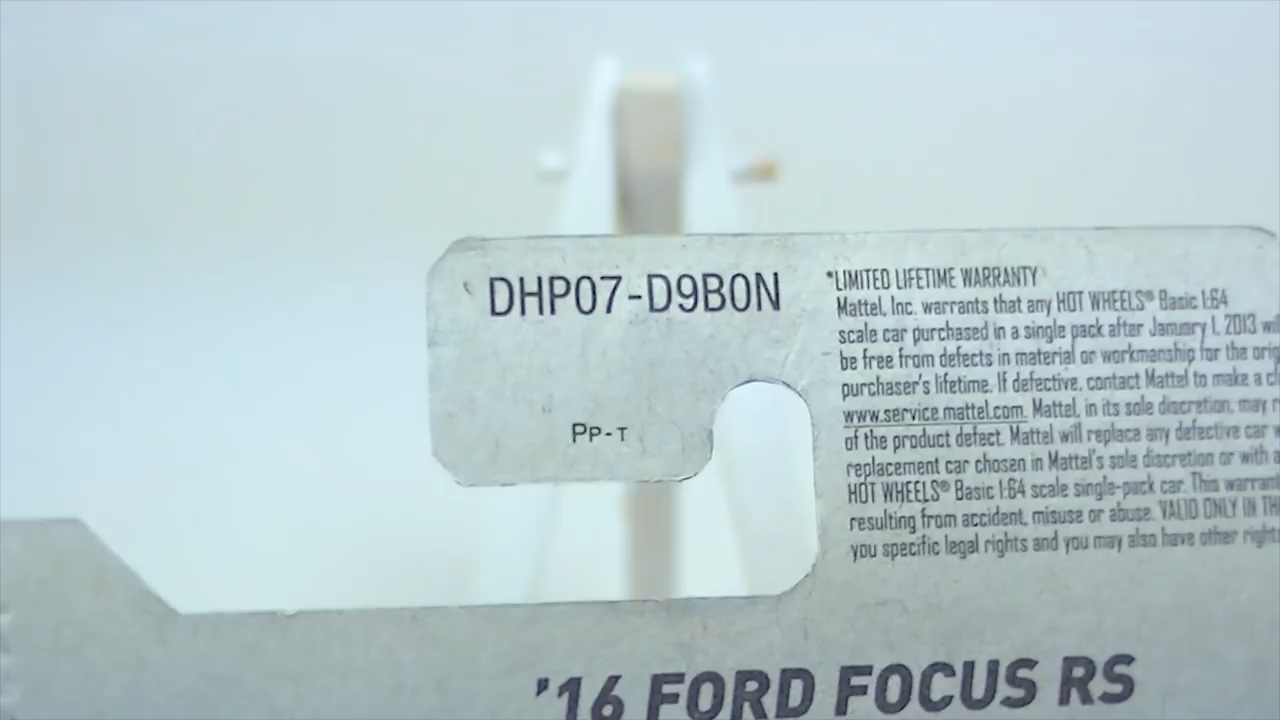 DHP07-D9B0N
Pp-T
*LIMITED LIFETIME WARRANTY
Mattel, Inc. warrants that any HOT WHEELS® Basic 1:64
scale car purchased in a single pack after January 1, 2013
be free from defects in material or workmanship for the
purchaser's lifetime. If defective, contact Mattel to make a
www.service.mattel.com. Mattel, in its sole discretion, may
of the product defect. Mattel will replaca any defective car
replacement car chosen in Mattel's sole discretion or with a
HOT WHEELS® Basic 1:64 scale single-pack car. This
resulting from accident, misuse or abuse. VALID ONLY IN
you specific legal rights and you may also have other
'16 FORD FOCUS RS